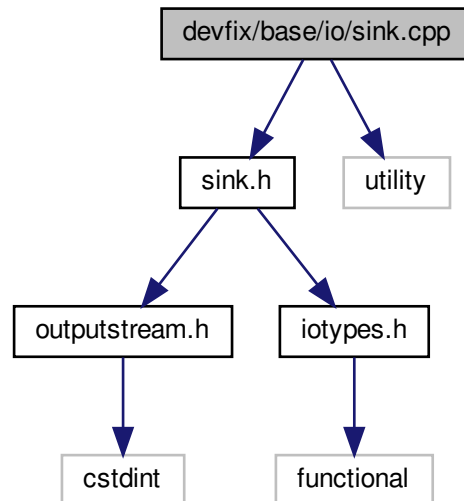 devfix/base/io/sink.cpp
sink.h
utility
outputstream.h
iotypes.h
cstdint
functional